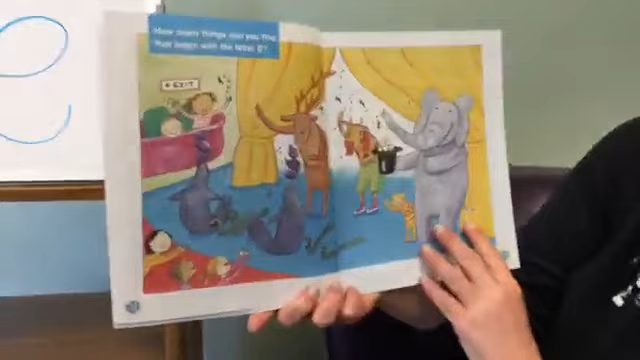 How many things can you find
that begin with the letter E?
EXIT